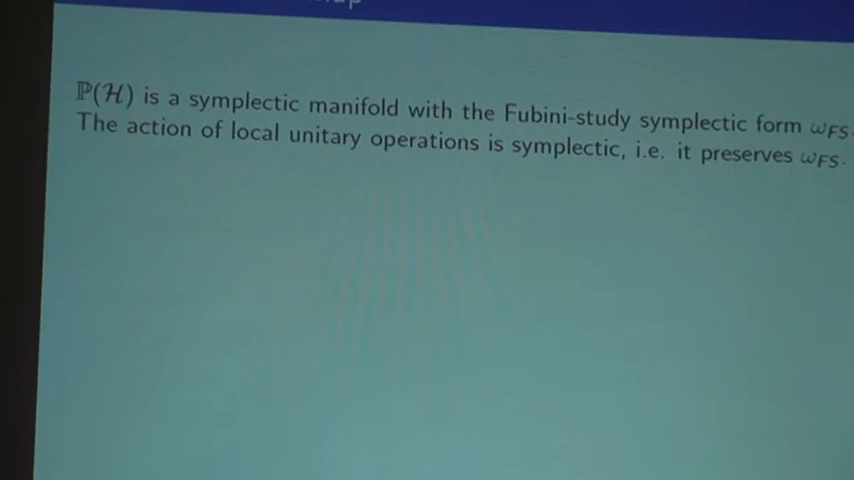 ℙ(ℋ) is a symplectic manifold with the Fubini-study symplectic form ω_FS.
The action of local unitary operations is symplectic, i.e. it preserves ω_FS.